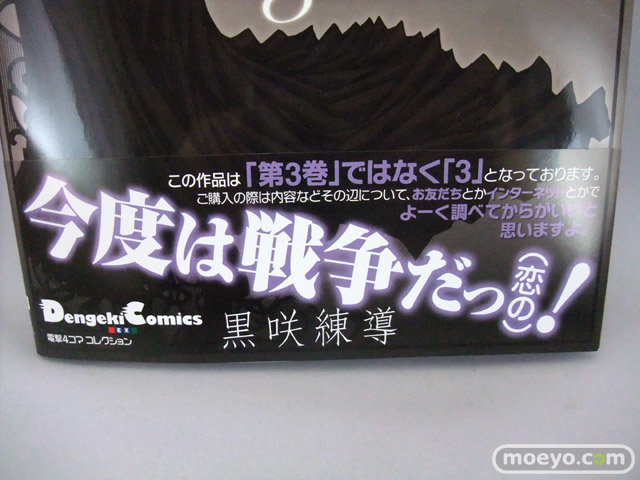 この作品は「第3巻」ではなく「3」となっております。
ご購入の際は内容などその辺について、お友だちとかインターネットとかで
よーく調べてからがいいと
思いますよ。
今度は戦争だっ(恋の)!
Dengeki Comics
EX
電撃4コマ コレクション
黒咲練導
moeyo.com